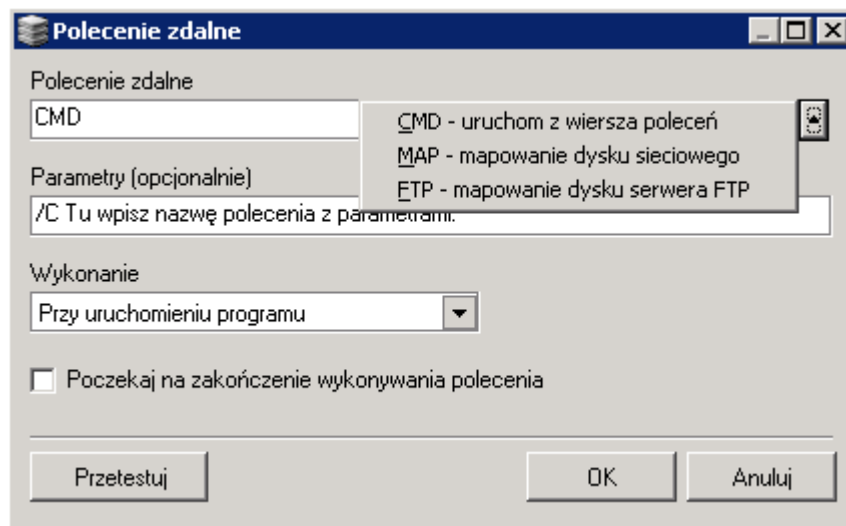 Polecenie zdalne
Polecenie zdalne
CMD
CMD - uruchom z wiersza poleceń
MAP - mapowanie dysku sieciowego
FTP - mapowanie dysku serwera FTP
Parametry (opcjonalnie)
/C Tu wpisz nazwę polecenia z parametrami.
Wykonanie
Przy uruchomieniu programu
Poczekaj na zakończenie wykonywania polecenia
Przetestuj
OK
Anuluj